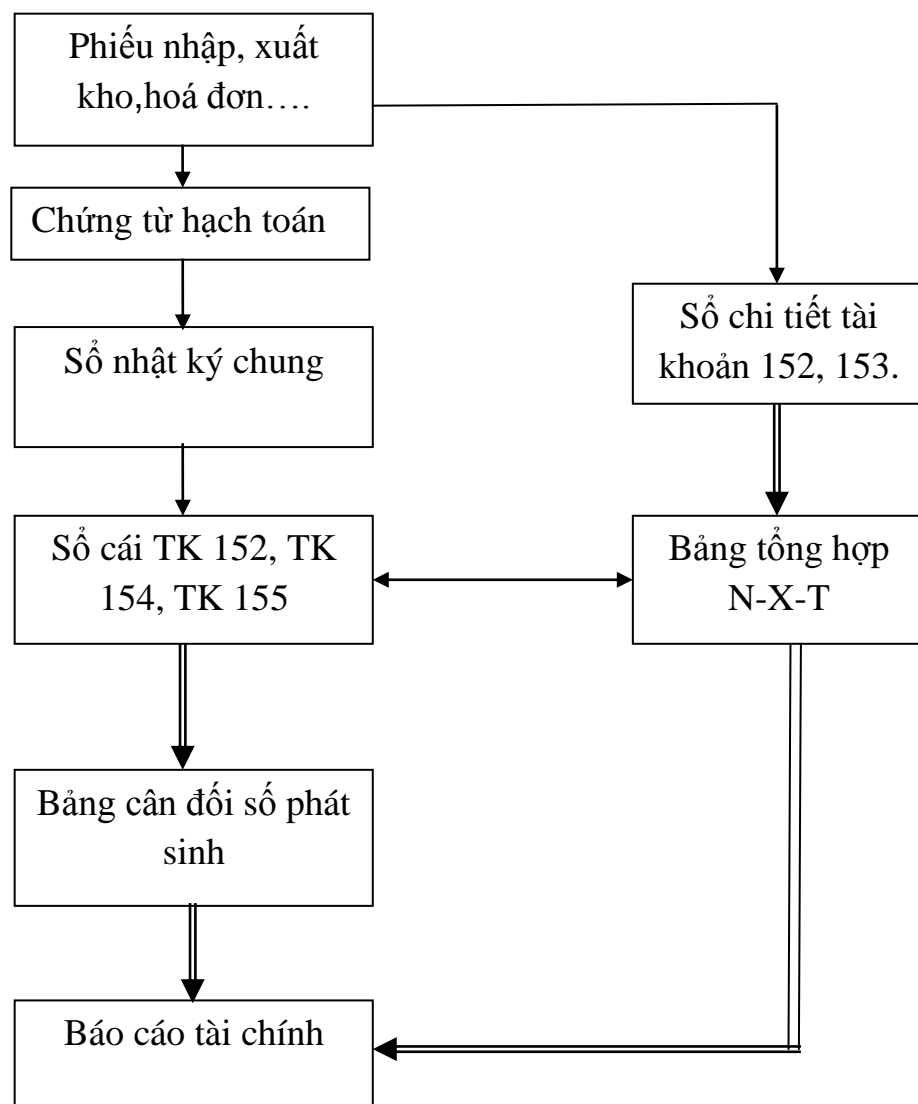 Phiếu nhập, xuất
kho,hoá đơn….
Chứng từ hạch toán
Sổ nhật ký chung
Sổ chi tiết tài
khoản 152, 153.
Sổ cái TK 152, TK
154, TK 155
Bảng tổng hợp
N-X-T
Bảng cân đối số phát
sinh
Báo cáo tài chính